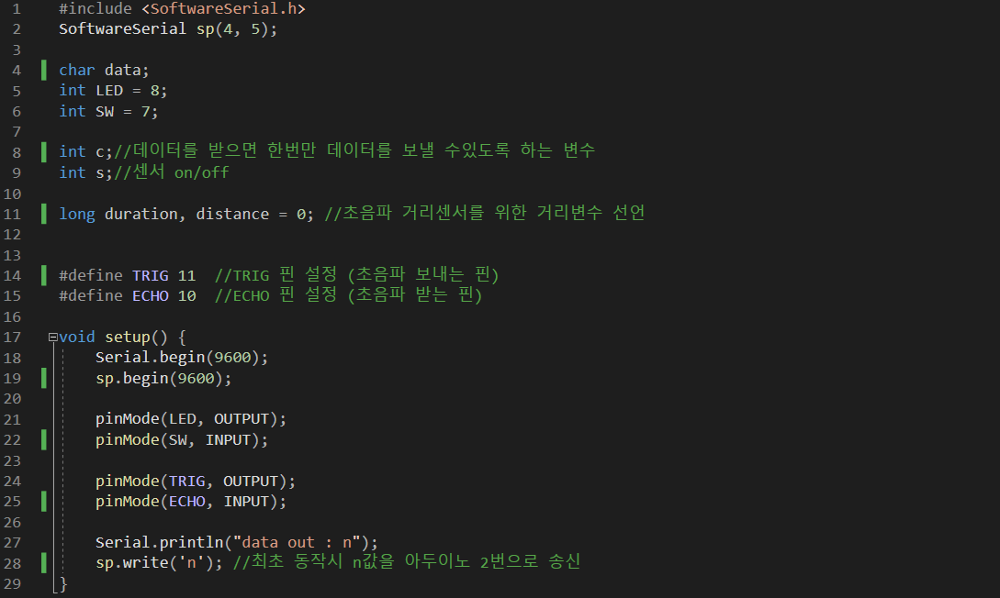 1 #include <SoftwareSerial.h>
2 SoftwareSerial sp(4, 5);
3
4 char data;
5 int LED = 8;
6 int SW = 7;
7
8 int c;//데이터를 받으면 한번만 데이터를 보낼 수있도록 하는 변수
9 int s;//센서 on/off
10
11 long duration, distance = 0; //초음파 거리센서를 위한 거리변수 선언
12
13
14 #define TRIG 11  //TRIG 핀 설정 (초음파 보내는 핀)
15 #define ECHO 10  //ECHO 핀 설정 (초음파 받는 핀)
16
17 void setup() {
18     Serial.begin(9600);
19     sp.begin(9600);
20
21     pinMode(LED, OUTPUT);
22     pinMode(SW, INPUT);
23
24     pinMode(TRIG, OUTPUT);
25     pinMode(ECHO, INPUT);
26
27     Serial.println("data out : n");
28     sp.write('n'); //최초 동작시 n값을 아두이노 2번으로 송신
29 }